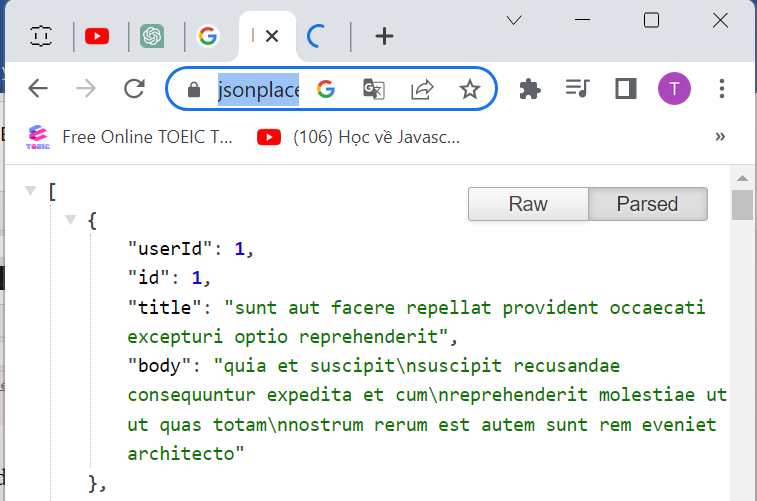 jsonplace
T
TOEIC
Free Online TOEIC T...
(106) Học về Javasc...
»
Raw
Parsed
[
{
"userId": 1,
"id": 1,
"title": "sunt aut facere repellat provident occaecati
excepturi optio reprehenderit",
"body": "quia et suscipit\nsuscipit recusandae
consequuntur expedita et cum\nreprehenderit molestiae ut
ut quas totam\nnostrum rerum est autem sunt rem eveniet
architecto"
},